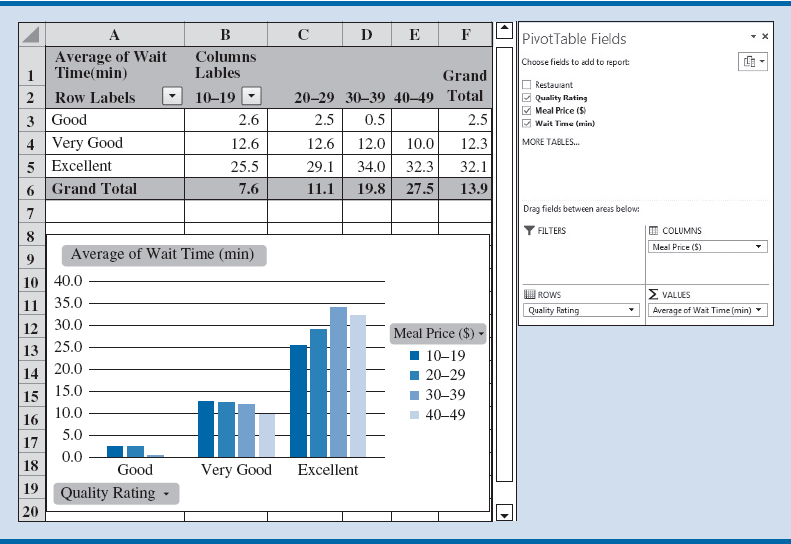 A B C D E F
1 Average of Wait Time(min) Columns Lables Grand
2 Row Labels 10–19 20–29 30–39 40–49 Total
3 Good 2.6 2.5 0.5 2.5
4 Very Good 12.6 12.6 12.0 10.0 12.3
5 Excellent 25.5 29.1 34.0 32.3 32.1
6 Grand Total 7.6 11.1 19.8 27.5 13.9
7
8
9
10
11
12
13
14
15
16
17
18
19
20
Average of Wait Time (min)
40.0
35.0
30.0
25.0
20.0
15.0
10.0
5.0
0.0
Good Very Good Excellent
Quality Rating
Meal Price ($)
10–19
20–29
30–39
40–49
PivotTable Fields
Choose fields to add to report:
Restaurant
Quality Rating
Meal Price ($)
Wait Time (min)
MORE TABLES...
Drag fields between areas below:
FILTERS
COLUMNS
Meal Price ($)
ROWS
Quality Rating
Σ VALUES
Average of Wait Time (min)